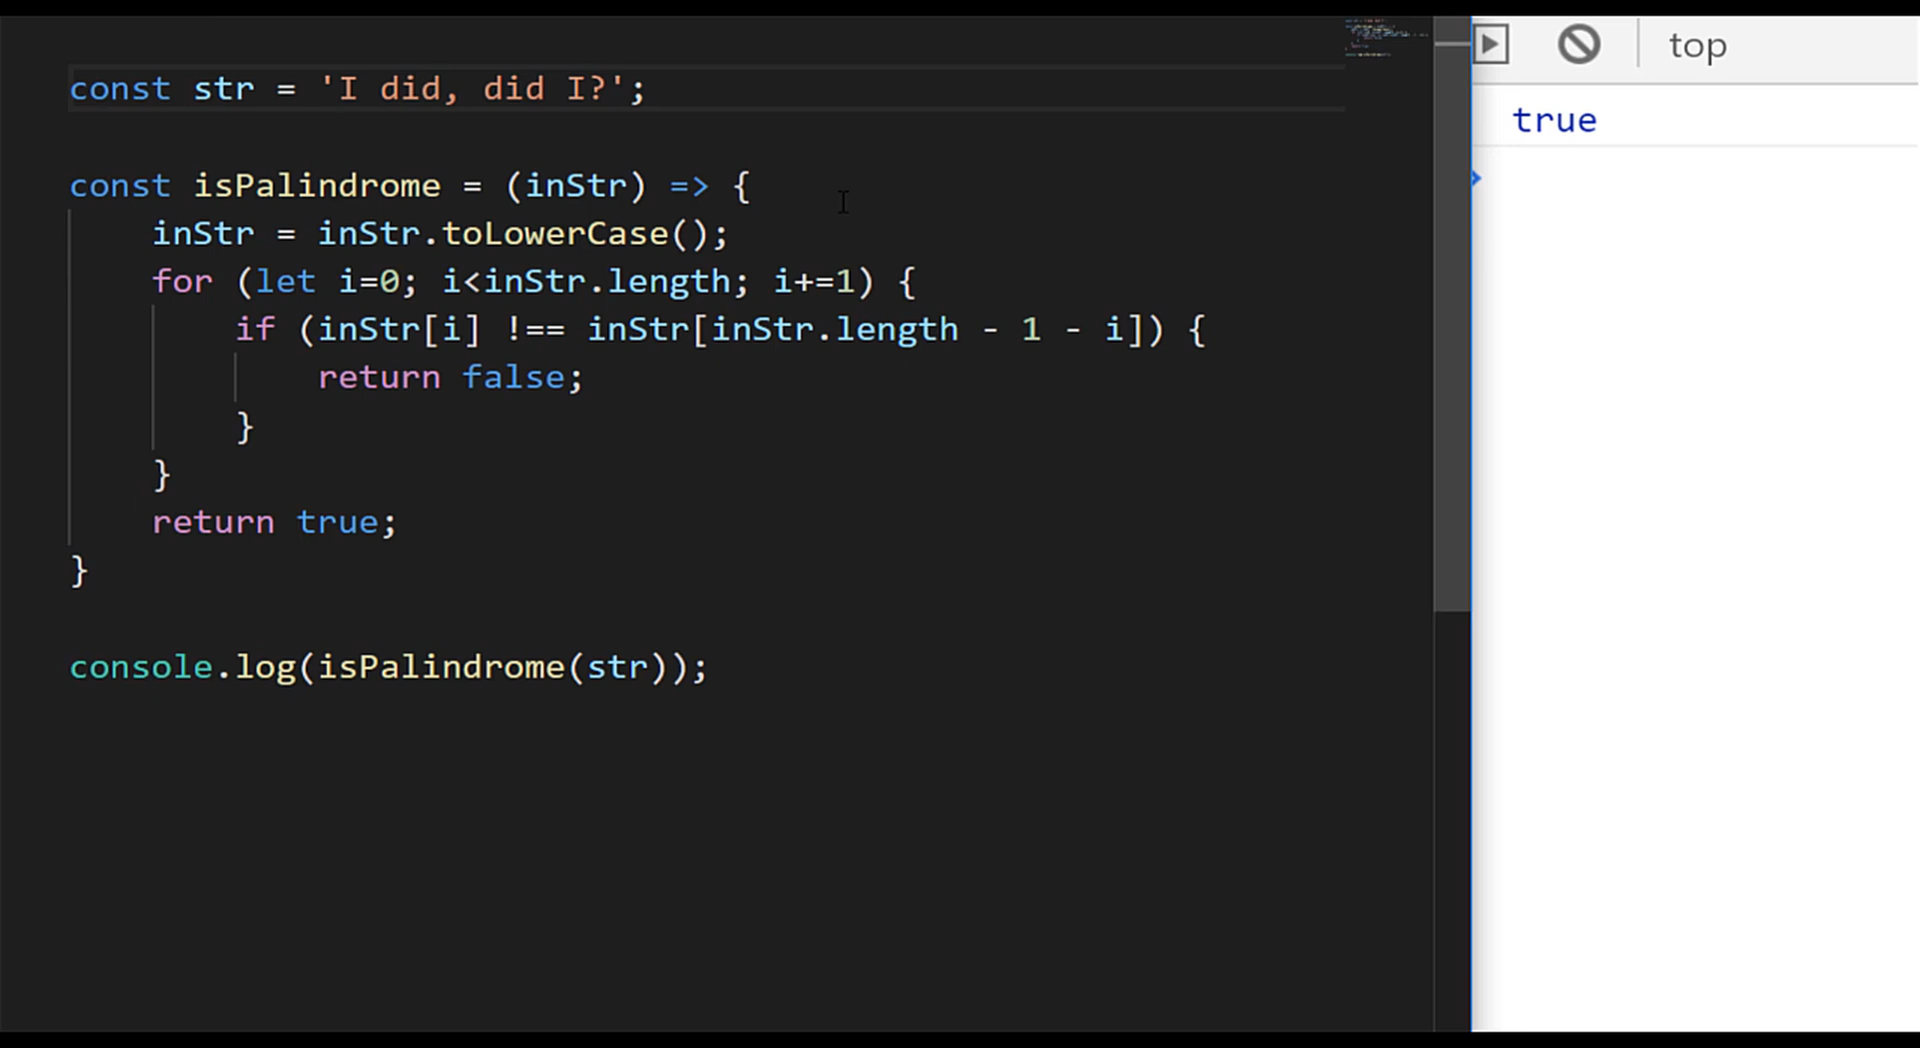 const str = 'I did, did I?';
const isPalindrome = (inStr) => {
inStr = inStr.toLowerCase();
for (let i=0; i<inStr.length; i+=1) {
if (inStr[i] !== inStr[inStr.length - 1 - i]) {
return false;
}
}
return true;
}
console.log(isPalindrome(str));
top
true